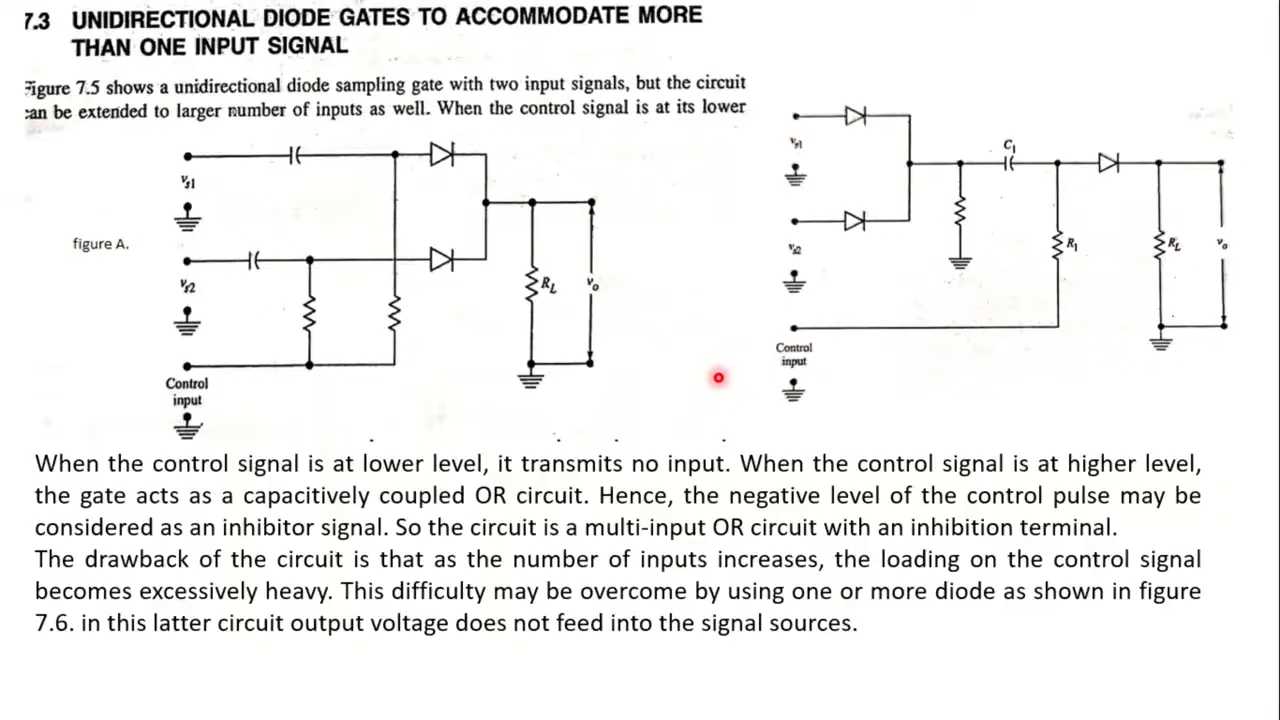 7.3 UNIDIRECTIONAL DIODE GATES TO ACCOMMODATE MORE
THAN ONE INPUT SIGNAL
Figure 7.5 shows a unidirectional diode sampling gate with two input signals, but the circuit
can be extended to larger number of inputs as well. When the control signal is at its lower
vs1
figure A.
vs2
RL
vo
Control
input
vs1
C1
vs2
R1
RL
vo
Control
input
When the control signal is at lower level, it transmits no input. When the control signal is at higher level,
the gate acts as a capacitively coupled OR circuit. Hence, the negative level of the control pulse may be
considered as an inhibitor signal. So the circuit is a multi-input OR circuit with an inhibition terminal.
The drawback of the circuit is that as the number of inputs increases, the loading on the control signal
becomes excessively heavy. This difficulty may be overcome by using one or more diode as shown in figure
7.6. in this latter circuit output voltage does not feed into the signal sources.